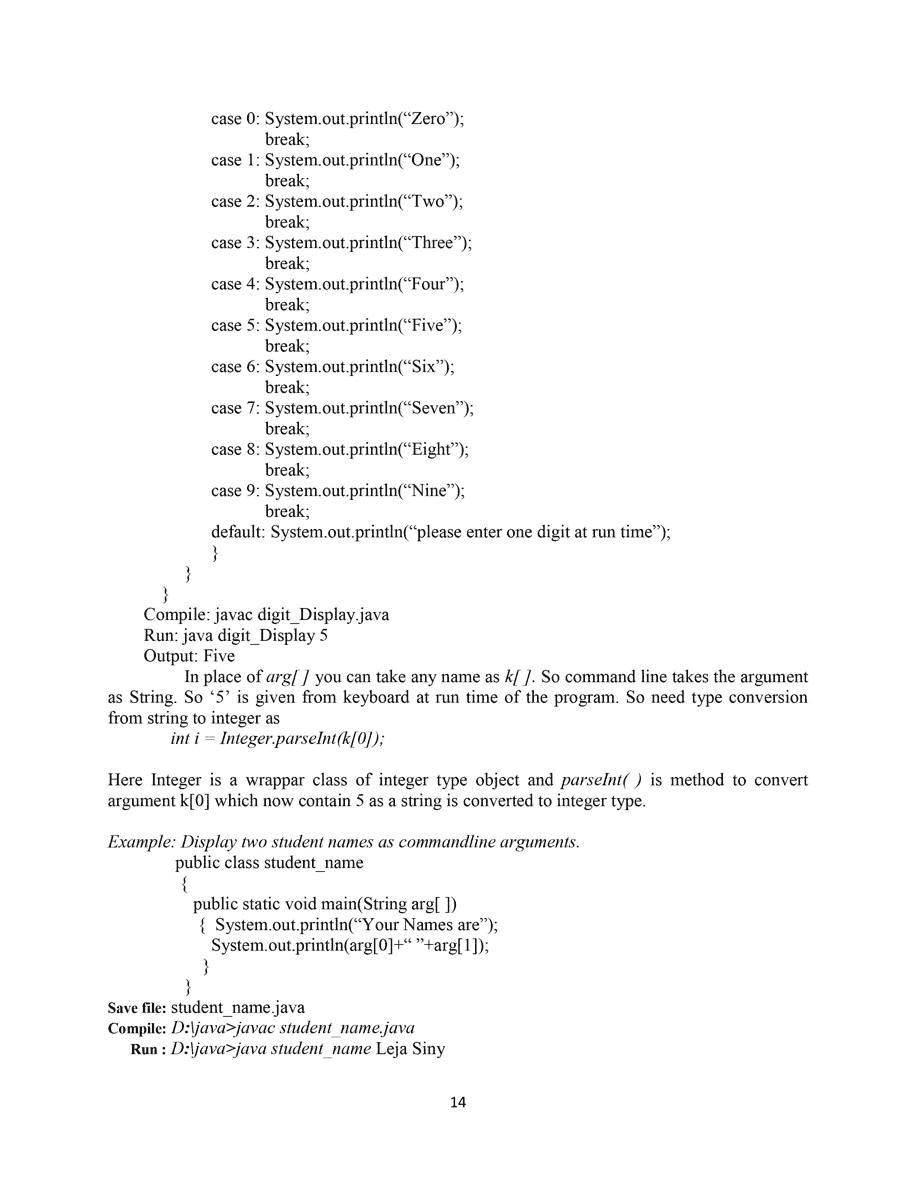 case 0: System.out.println(“Zero”);
break;
case 1: System.out.println(“One”);
break;
case 2: System.out.println(“Two”);
break;
case 3: System.out.println(“Three”);
break;
case 4: System.out.println(“Four”);
break;
case 5: System.out.println(“Five”);
break;
case 6: System.out.println(“Six”);
break;
case 7: System.out.println(“Seven”);
break;
case 8: System.out.println(“Eight”);
break;
case 9: System.out.println(“Nine”);
break;
default: System.out.println(“please enter one digit at run time”);
}
}
}
Compile: javac digit_Display.java
Run: java digit_Display 5
Output: Five
In place of arg[ ] you can take any name as k[ ]. So command line takes the argument
as String. So ‘5’ is given from keyboard at run time of the program. So need type conversion
from string to integer as
int i = Integer.parseInt(k[0]);
Here Integer is a wrappar class of integer type object and parseInt( ) is method to convert
argument k[0] which now contain 5 as a string is converted to integer type.
Example: Display two student names as commandline arguments.
public class student_name
{
public static void main(String arg[ ])
{ System.out.println(“Your Names are”);
System.out.println(arg[0]+“ ”+arg[1]);
}
}
Save file: student_name.java
Compile: D:\java>javac student_name.java
Run : D:\java>java student_name Leja Siny
14